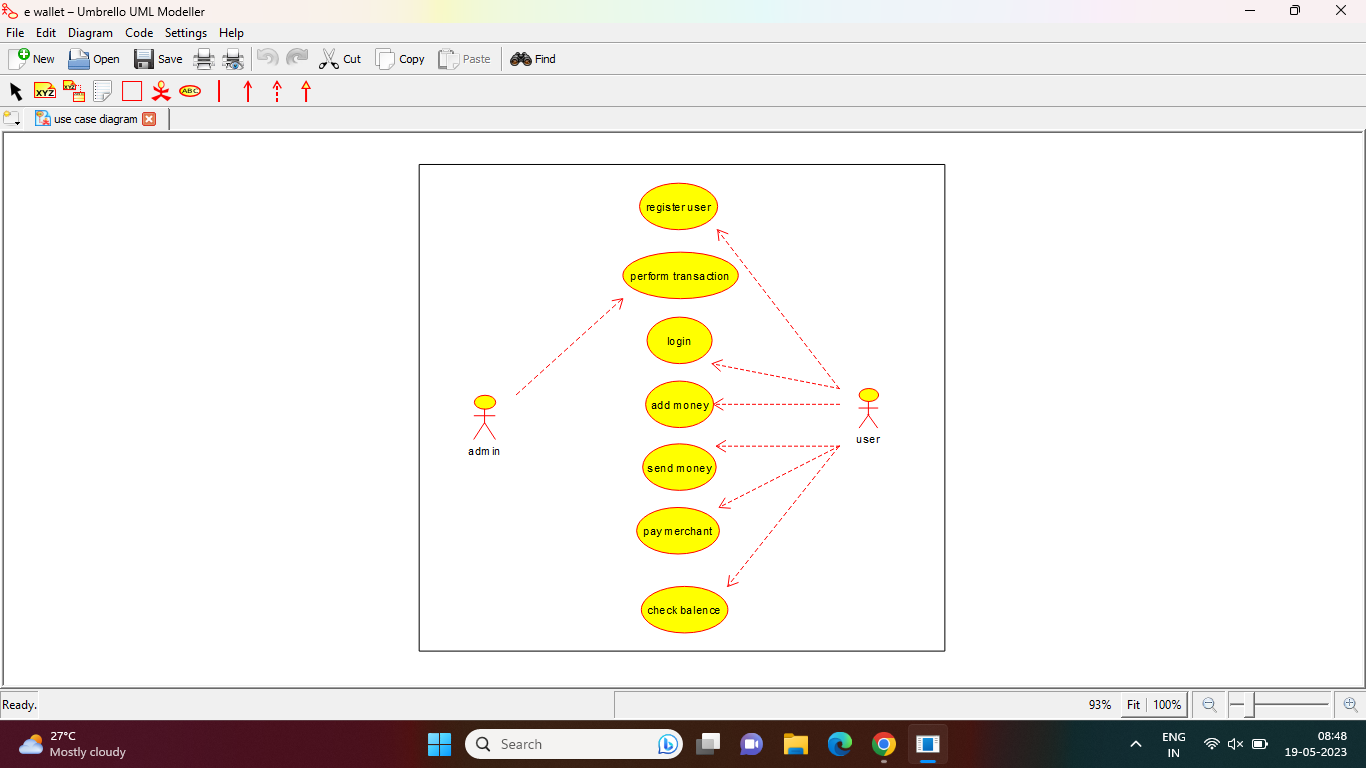 e wallet – Umbrello UML Modeller
File Edit Diagram Code Settings Help
New Open Save Cut Copy Paste Find
XYZ XYZ ABC
use case diagram
register user
perform transaction
login
add money
send money
pay merchant
check balence
admin
user
Ready.
93% Fit 100%
27°C
Mostly cloudy
Search
ENG
IN
08:48
19-05-2023